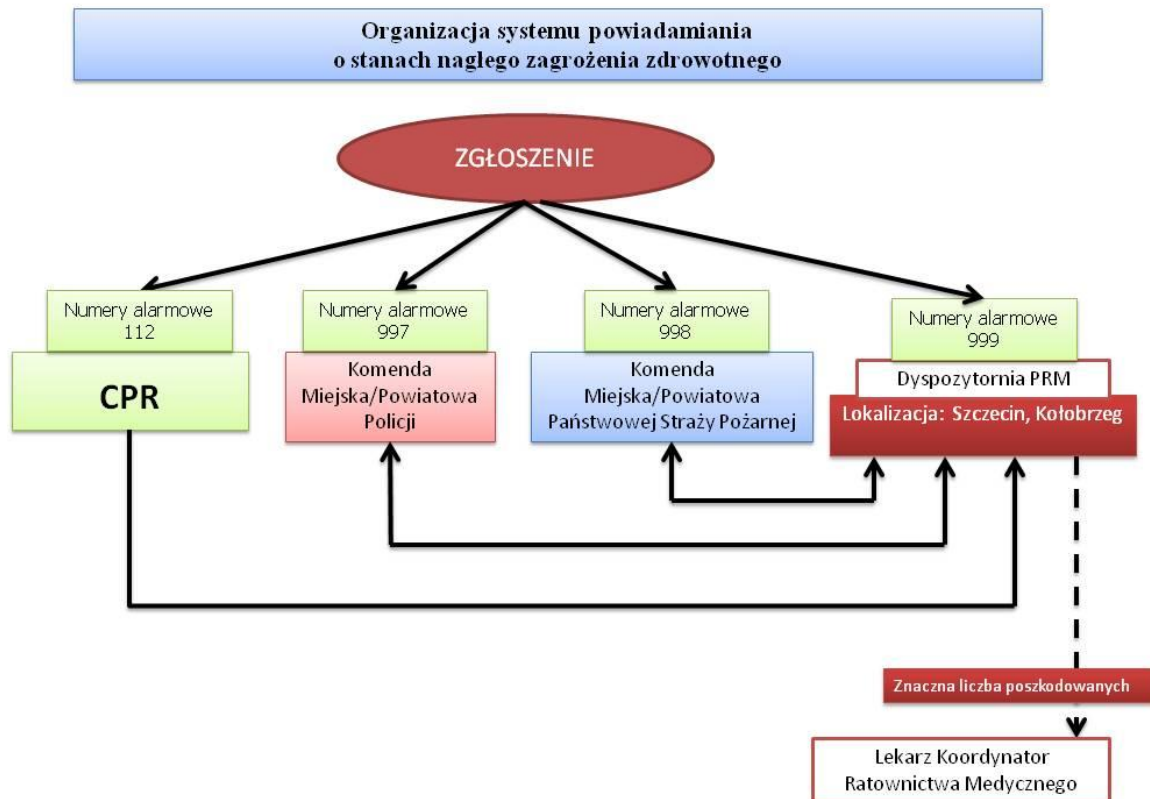 Organizacja systemu powiadamiania
o stanach naglego zagrożenia zdrowotnego
ZGŁOSZENIE
Numery alarmowe
112
CPR
Numery alarmowe
997
Komenda
Miejska/Powiatowa
Policji
Numery alarmowe
998
Komenda
Miejska/Powiatowa
Państwowej Straży Pożarnej
Numery alarmowe
999
Dyspozytornia PRM
Lokalizacja: Szczecin, Kołobrzeg
Znaczna liczba poszkodowanych
Lekarz Koordynator
Ratownictwa Medycznego